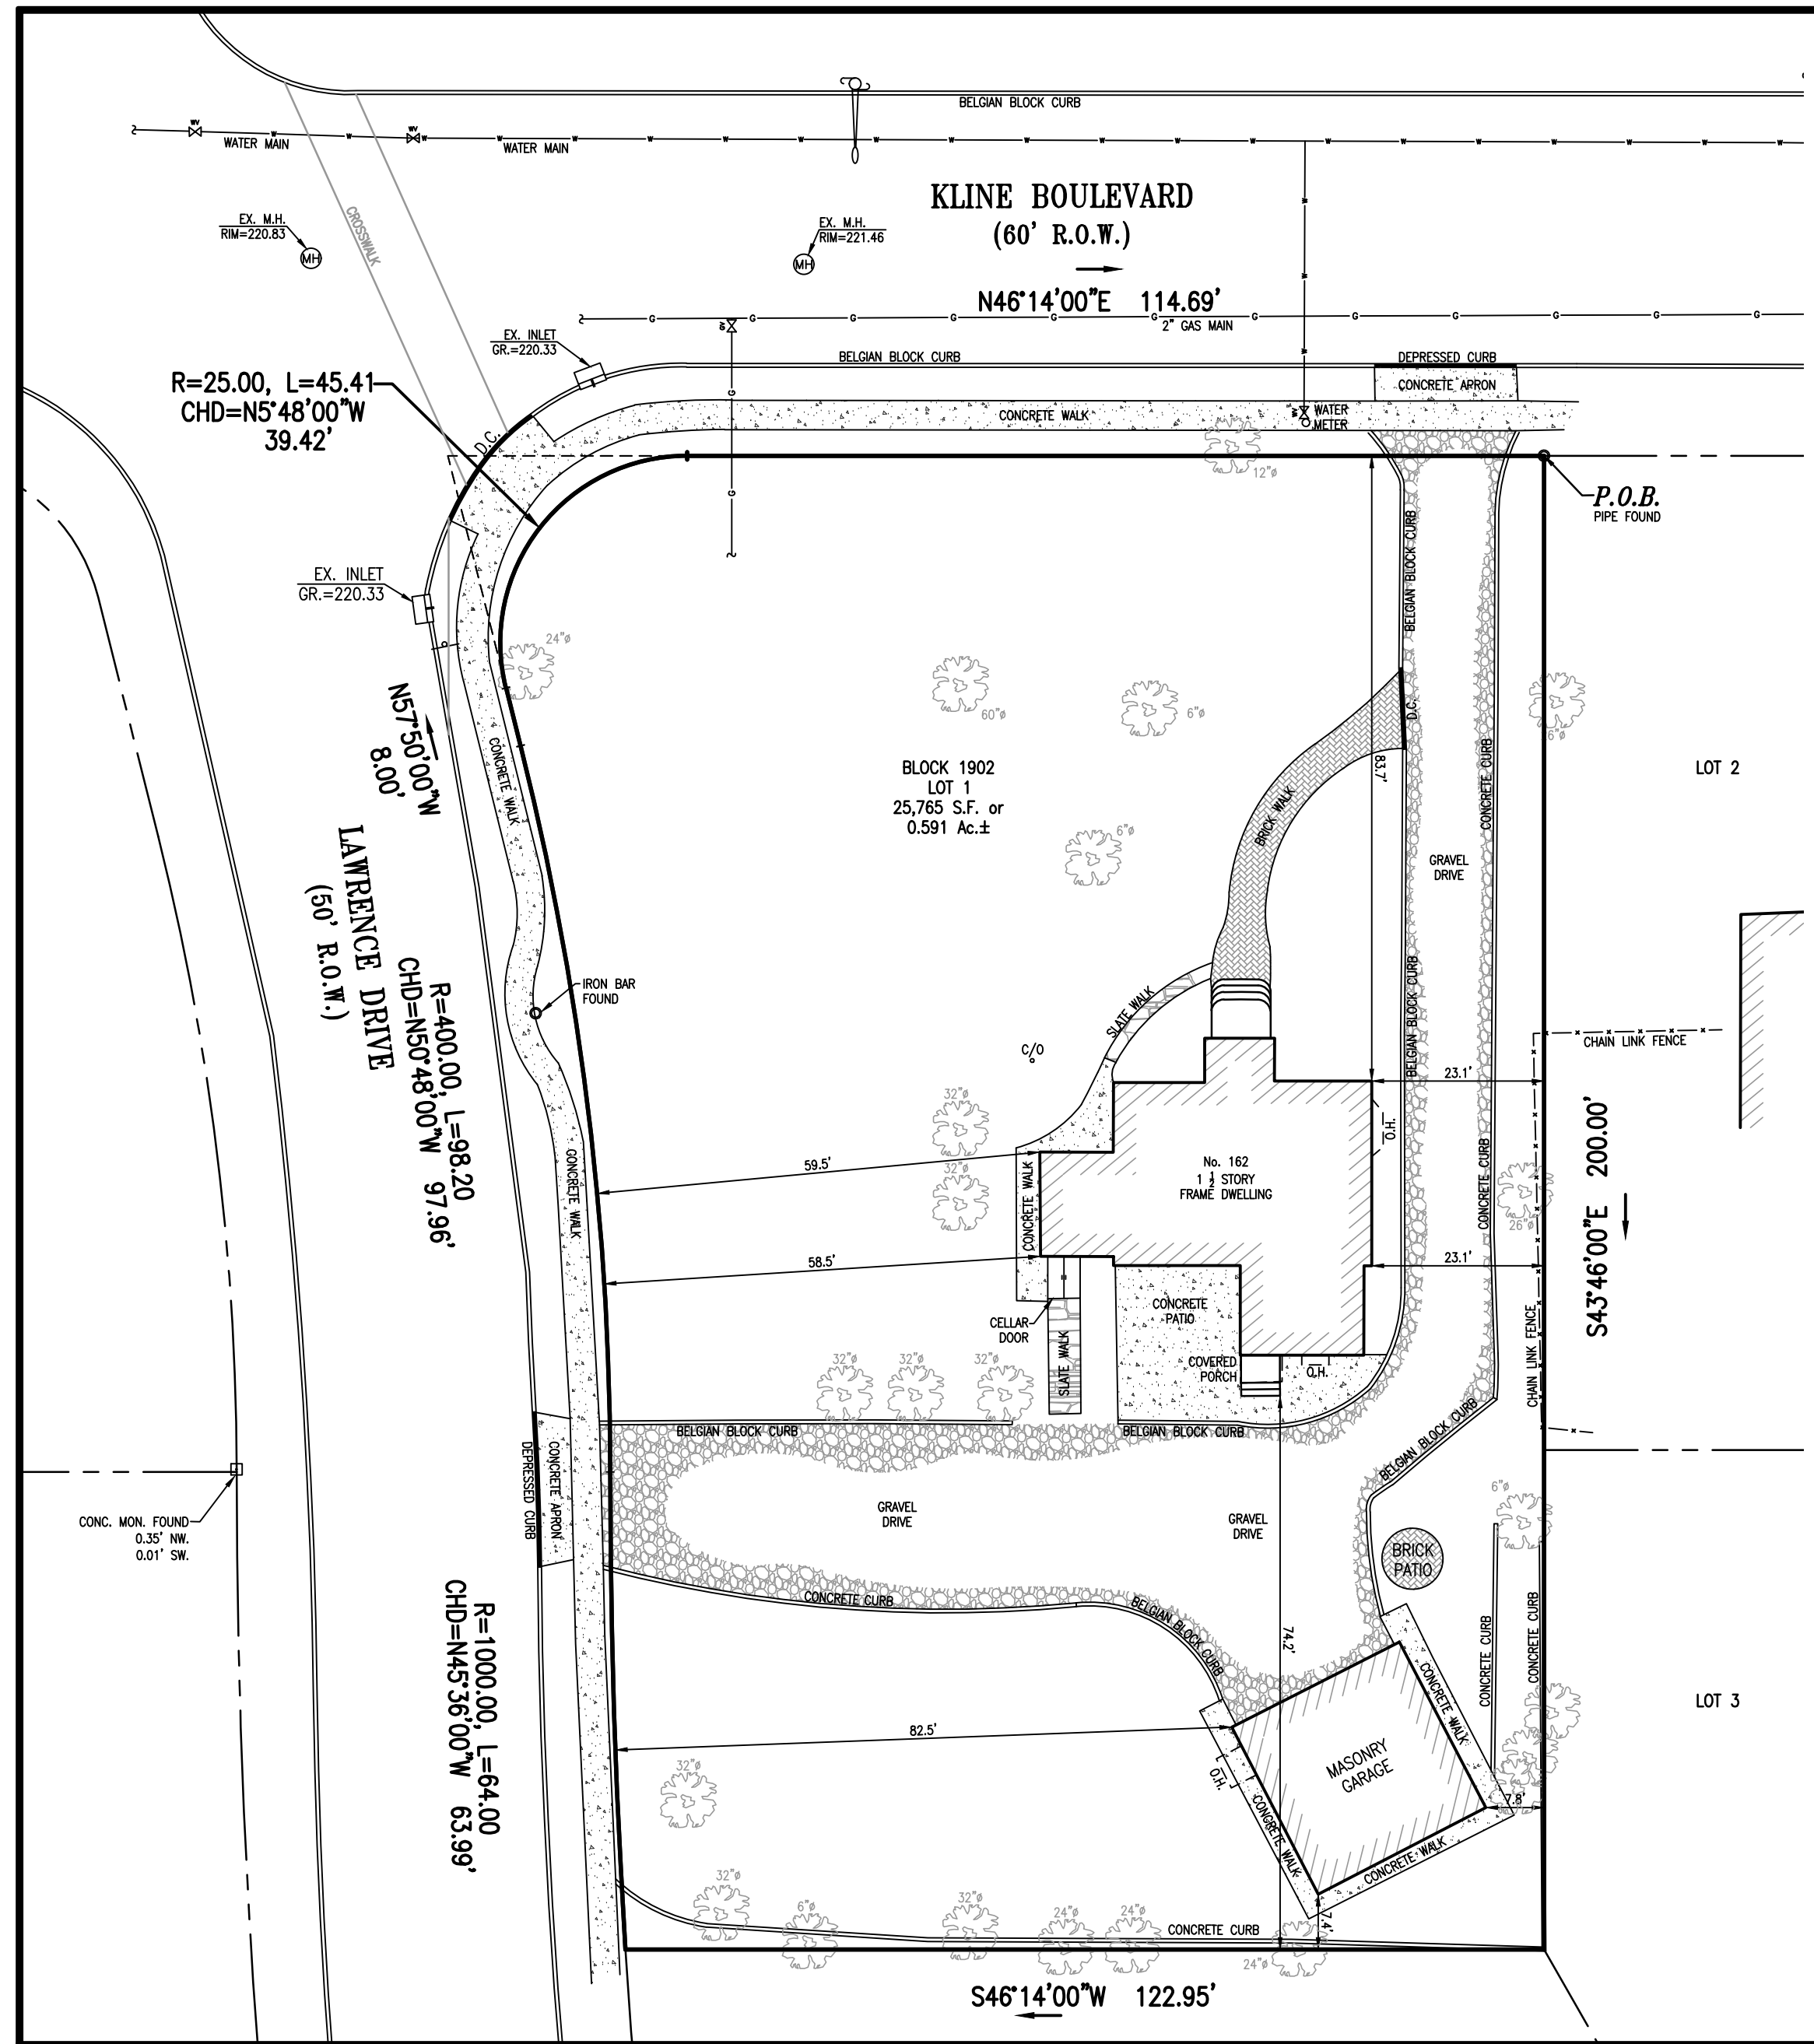 BELGIAN BLOCK CURB
WV
WV
WATER MAIN
WATER MAIN
KLINE BOULEVARD
(60' R.O.W.)
EX. M.H.
RIM=220.83
MH
CROSSWALK
EX. M.H.
RIM=221.46
MH
N46°14'00"E 114.69'
2" GAS MAIN
GV
EX. INLET
GR.=220.33
BELGIAN BLOCK CURB
DEPRESSED CURB
CONCRETE APRON
R=25.00, L=45.41
CHD=N5°48'00"W
39.42'
D.C.
CONCRETE WALK
WV
WATER
METER
12"ø
P.O.B.
PIPE FOUND
EX. INLET
GR.=220.33
BELGIAN BLOCK CURB
24"ø
60"ø
6"ø
6"ø
D.C.
N57°50'00"W
8.00'
CONCRETE WALK
BLOCK 1902
LOT 1
25,765 S.F. or
0.591 Ac.±
83.7'
CONCRETE CURB
LOT 2
BRICK WALK
6"ø
GRAVEL
DRIVE
LAWRENCE DRIVE
(50' R.O.W.)
IRON BAR
FOUND
R=400.00, L=98.20
CHD=N50°48'00"W 97.96'
SLATE WALK
BELGIAN BLOCK CURB
CHAIN LINK FENCE
C/O
23.1'
32"ø
O.H.
S43°46'00"E 200.00'
CONCRETE WALK
59.5'
32"ø
CONCRETE WALK
No. 162
1 1/2 STORY
FRAME DWELLING
CONCRETE CURB
26"ø
58.5'
23.1'
CONCRETE
PATIO
CELLAR
DOOR
SLATE WALK
COVERED
PORCH
O.H.
CHAIN LINK FENCE
32"ø
32"ø
32"ø
BELGIAN BLOCK CURB
BELGIAN BLOCK CURB
BELGIAN BLOCK CURB
DEPRESSED CURB
CONCRETE APRON
GRAVEL
DRIVE
GRAVEL
DRIVE
6"ø
CONC. MON. FOUND
0.35' NW.
0.01' SW.
BRICK
PATIO
R=1000.00, L=64.00
CHD=N45°36'00"W 63.99'
CONCRETE CURB
BELGIAN BLOCK CURB
74.2'
CONCRETE CURB
CONCRETE CURB
CONCRETE WALK
LOT 3
82.5'
MASONRY
GARAGE
O.H.
32"ø
7.8'
CONCRETE WALK
CONCRETE WALK
32"ø
6"ø
32"ø
24"ø
24"ø
CONCRETE CURB
7.4'
24"ø
S46°14'00"W 122.95'